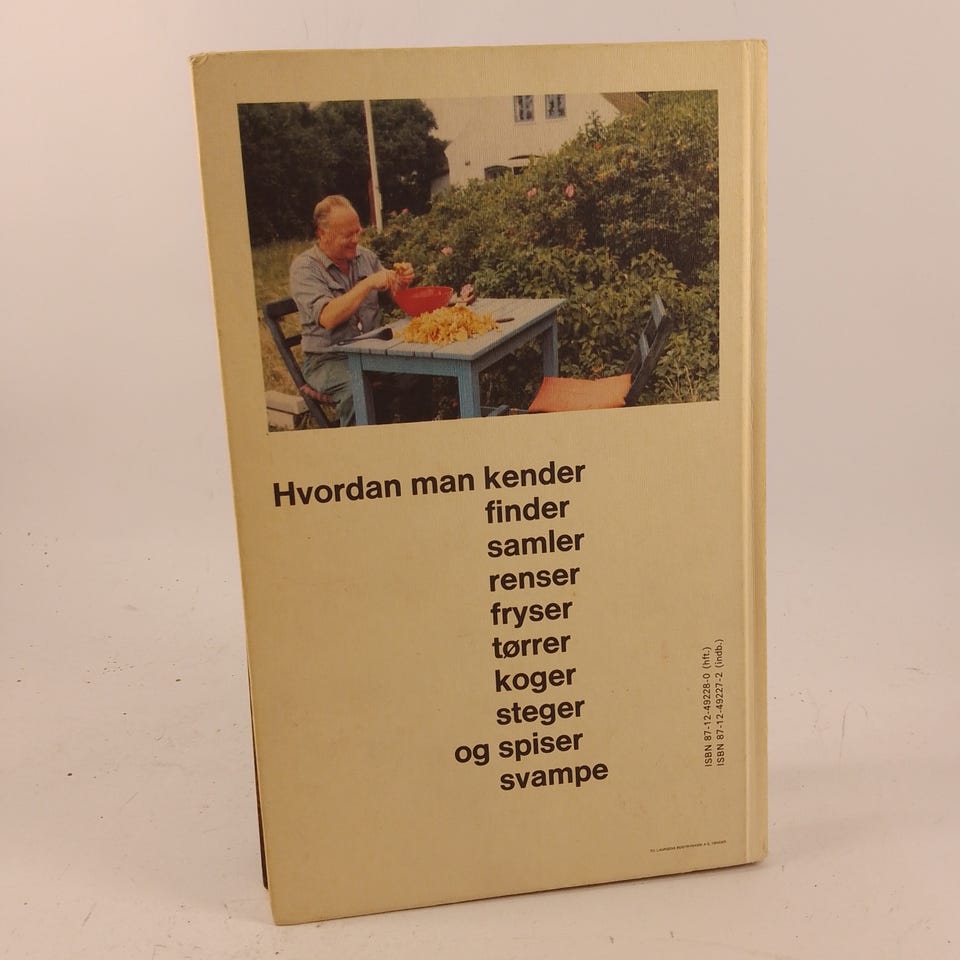 Hvordan man kender
finder
samler
renser
fryser
tørrer
koger
steger
og spiser
svampe
ISBN 87-12-49228-0 (hft.)
ISBN 87-12-49227-2 (indb.)